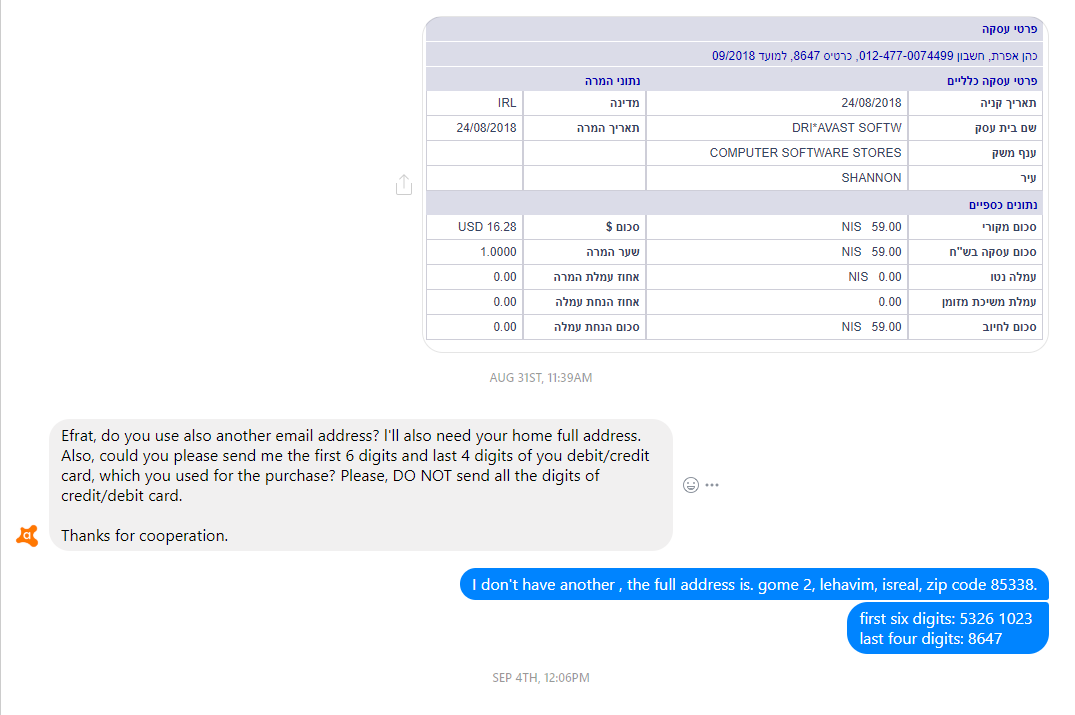 פרטי עסקה
כהן אפרת, חשבון 012-477-0074499, כרטיס 8647, למועד 09/2018
פרטי עסקה כלליים נתוני המרה
תאריך קניה 24/08/2018 מדינה IRL
שם בית עסק DRI*AVAST SOFTW תאריך המרה 24/08/2018
ענף משק COMPUTER SOFTWARE STORES
עיר SHANNON
נתונים כספיים
סכום מקורי NIS 59.00 סכום $ USD 16.28
סכום עסקה בש"ח NIS 59.00 שער המרה 1.0000
עמלה נטו NIS 0.00 אחוז עמלת המרה 0.00
עמלת משיכת מזומן 0.00 אחוז הנחת עמלה 0.00
סכום לחיוב NIS 59.00 סכום הנחת עמלה 0.00
AUG 31ST, 11:39AM
Efrat, do you use also another email address? I'll also need your home full address.
Also, could you please send me the first 6 digits and last 4 digits of you debit/credit
card, which you used for the purchase? Please, DO NOT send all the digits of
credit/debit card.
Thanks for cooperation.
I don't have another , the full address is. gome 2, lehavim, isreal, zip code 85338.
first six digits: 5326 1023
last four digits: 8647
SEP 4TH, 12:06PM